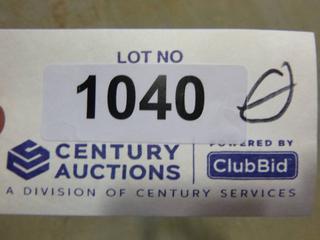 LOT NO
1040
CENTURY AUCTIONS
POWERED BY
ClubBid
A DIVISION OF CENTURY SERVICES